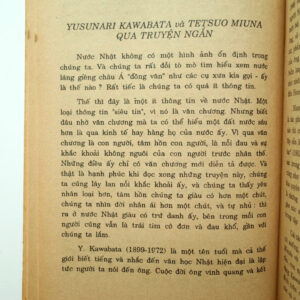 YUSUNARI KAWABATA và TETSUO MIUNA
QUA TRUYỆN NGẮN
Nước Nhật không có một hình ảnh ổn định trong
chúng ta. Và chúng ta rất đỗi tò mò tìm hiểu xem nước
láng giềng châu Á "đồng văn" như các cụ xưa kia gọi - ấy
là thế nào ? Rất tiếc là chúng ta có quá ít thông tin.
Thế thì đây là một ít thông tin về nước Nhật. Một
loại thông tin "siêu tin", vì nó là văn chương. Nhưng biết
đâu nhờ văn chương mà ta có thể hiểu một đất nước sâu
hơn là qua kinh tế hay hàng họ của nước ấy. Vì qua văn
chương là con người, tâm hồn con người, là nỗi đau và sự
khắc khoải không nguôi của con người trước nhân thế.
Những điều ấy chỉ có văn chương mới diễn tả được. Và
thật là hạnh phúc khi đọc xong những truyện này, chúng
ta cũng lây lan nỗi khắc khoải ấy, và chúng ta thấy yêu
nhân loại hơn, tâm hồn chúng ta giàu có hơn một chút,
chúng ta nhìn đời nhân ái hơn một chút, và tự nhủ : thì
ra ở nước Nhật giàu có trứ danh ấy, bên trong mỗi con
người cũng vẫn là trái tim cô đơn và đau khổ, gần với
chúng ta.
Y. Kawabata (1899-1972) là một tên tuổi mà cả thế
giới biết tiếng và nhắc đến văn học Nhật hiện đại là lập
tức người ta nói đến ông. Cuộc đời ông vinh quang và kết